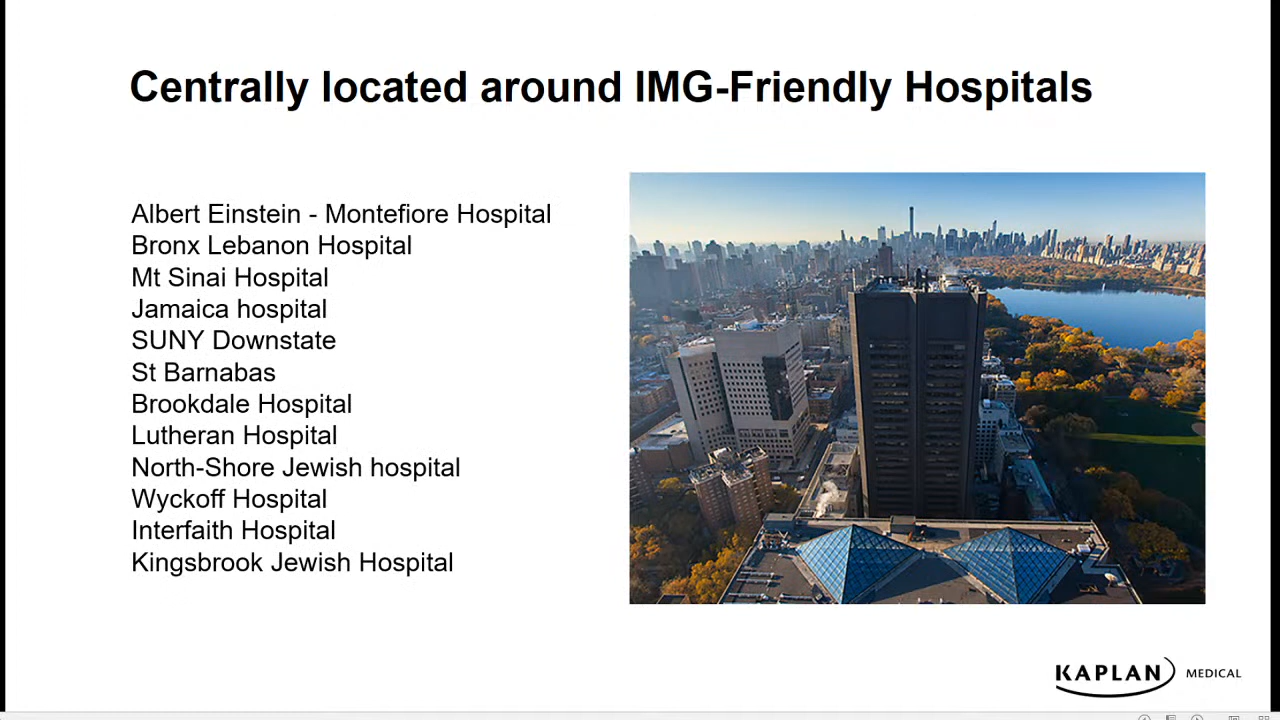 Centrally located around IMG-Friendly Hospitals
Albert Einstein - Montefiore Hospital
Bronx Lebanon Hospital
Mt Sinai Hospital
Jamaica hospital
SUNY Downstate
St Barnabas
Brookdale Hospital
Lutheran Hospital
North-Shore Jewish hospital
Wyckoff Hospital
Interfaith Hospital
Kingsbrook Jewish Hospital
KAPLAN MEDICAL